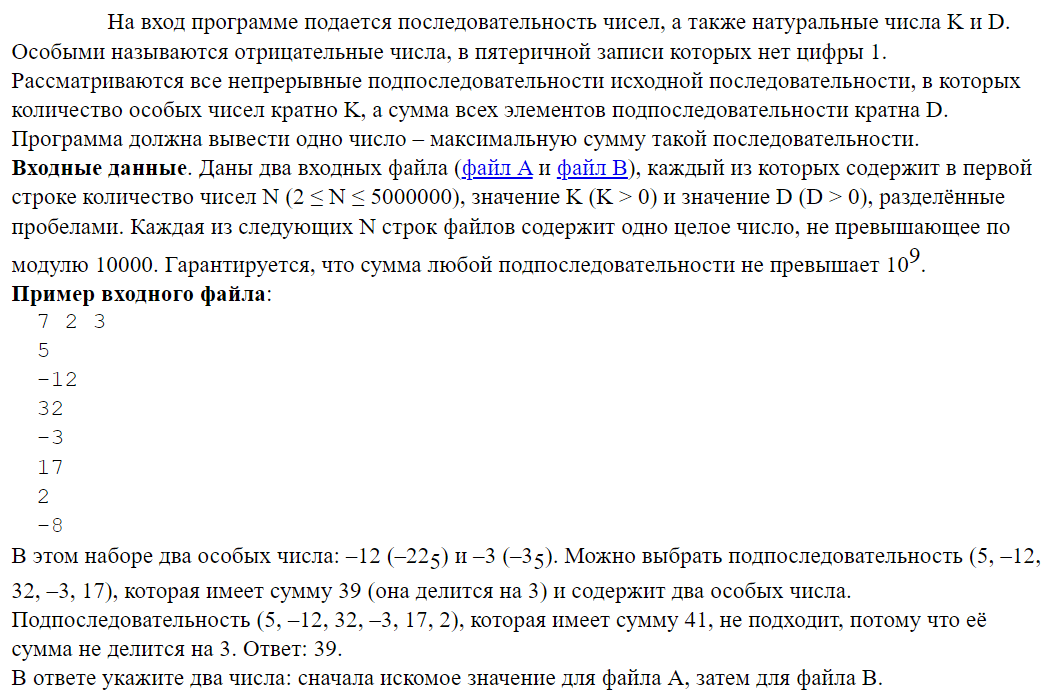 На вход программе подается последовательность чисел, а также натуральные числа K и D.
Особыми называются отрицательные числа, в пятеричной записи которых нет цифры 1.
Рассматриваются все непрерывные подпоследовательности исходной последовательности, в которых
количество особых чисел кратно K, а сумма всех элементов подпоследовательности кратна D.
Программа должна вывести одно число – максимальную сумму такой последовательности.
Входные данные. Даны два входных файла (файл A и файл B), каждый из которых содержит в первой
строке количество чисел N (2 ≤ N ≤ 5000000), значение K (K > 0) и значение D (D > 0), разделённые
пробелами. Каждая из следующих N строк файлов содержит одно целое число, не превышающее по
модулю 10000. Гарантируется, что сумма любой подпоследовательности не превышает 10⁹.
Пример входного файла:
7 2 3
5
-12
32
-3
17
2
-8
В этом наборе два особых числа: –12 (–22₅) и –3 (–3₅). Можно выбрать подпоследовательность (5, –12,
32, –3, 17), которая имеет сумму 39 (она делится на 3) и содержит два особых числа.
Подпоследовательность (5, –12, 32, –3, 17, 2), которая имеет сумму 41, не подходит, потому что её
сумма не делится на 3. Ответ: 39.
В ответе укажите два числа: сначала искомое значение для файла A, затем для файла B.